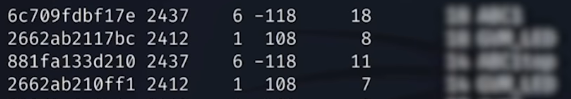 6c709fdbf17e 2437 6 -118 18
2662ab2117bc 2412 1 108 8
881fa133d210 2437 6 -118 11
2662ab210ff1 2412 1 108 7